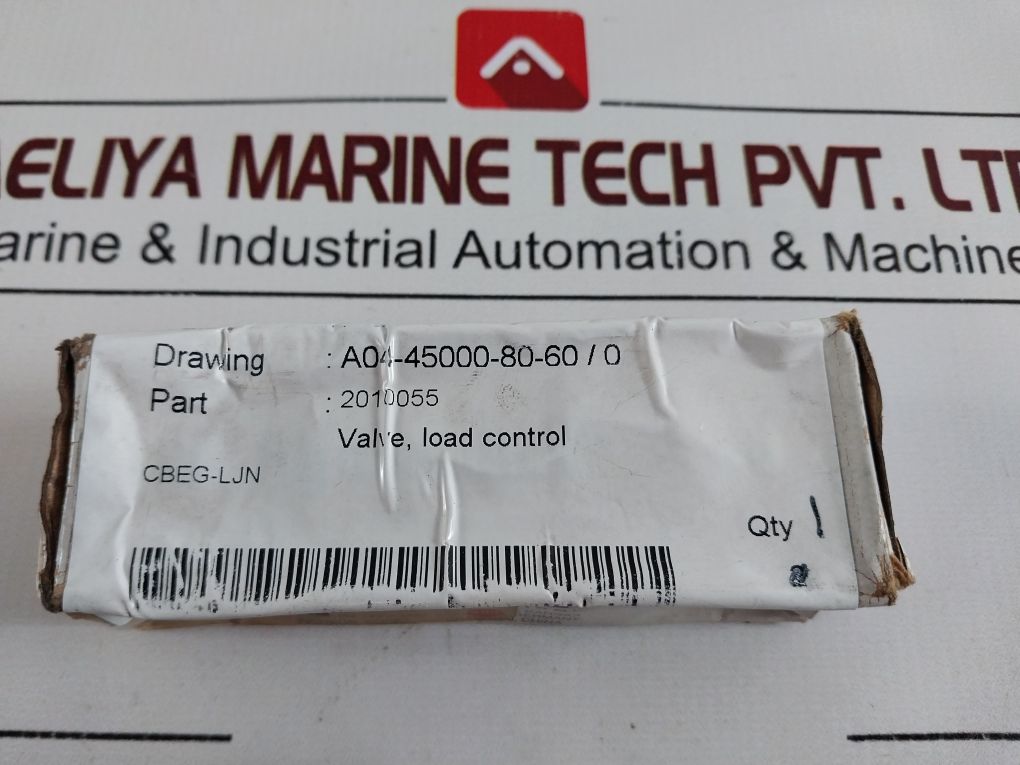 ELIYA MARINE TECH PVT. LT
arine & Industrial Automation & Machine
Drawing : A04-45000-80-60 / 0
Part : 2010055
Valve, load control
CBEG-LJN
Qty 1